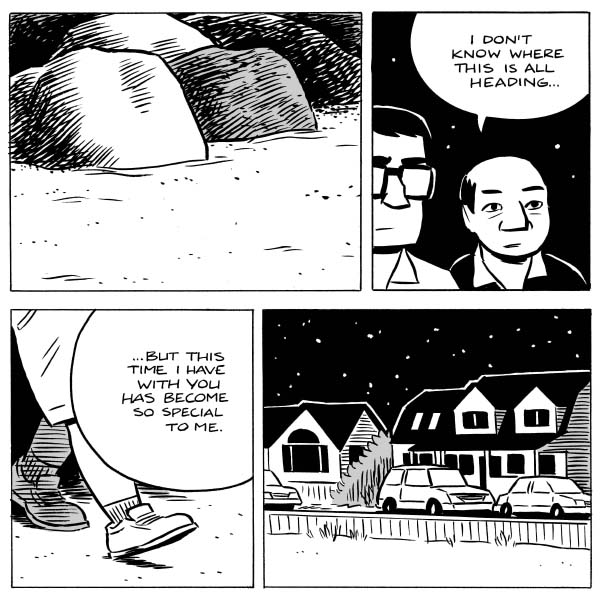 I DON'T
KNOW WHERE
THIS IS ALL
HEADING...
...BUT THIS
TIME I HAVE
WITH YOU
HAS BECOME
SO SPECIAL
TO ME.